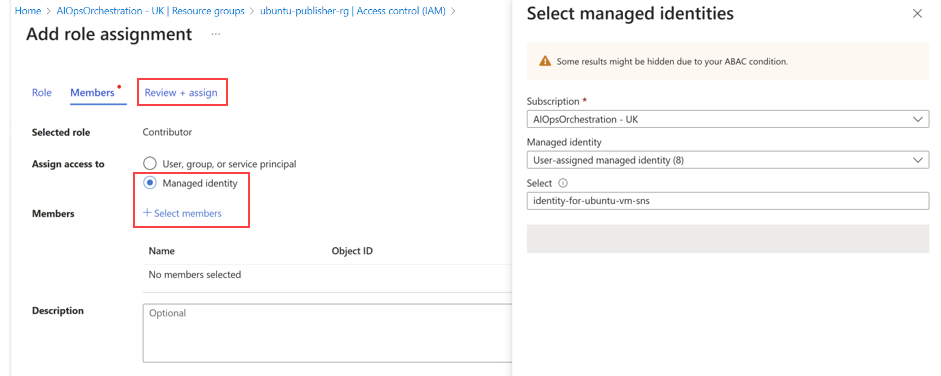 Home > AIOpsOrchestration - UK | Resource groups > ubuntu-publisher-rg | Access control (IAM) >
Add role assignment ...
Role Members Review + assign
Selected role Contributor
Assign access to User, group, or service principal
Managed identity
Members + Select members
Name Object ID
No members selected
Description Optional
Select managed identities
Some results might be hidden due to your ABAC condition.
Subscription *
AIOpsOrchestration - UK
Managed identity
User-assigned managed identity (8)
Select
identity-for-ubuntu-vm-sns